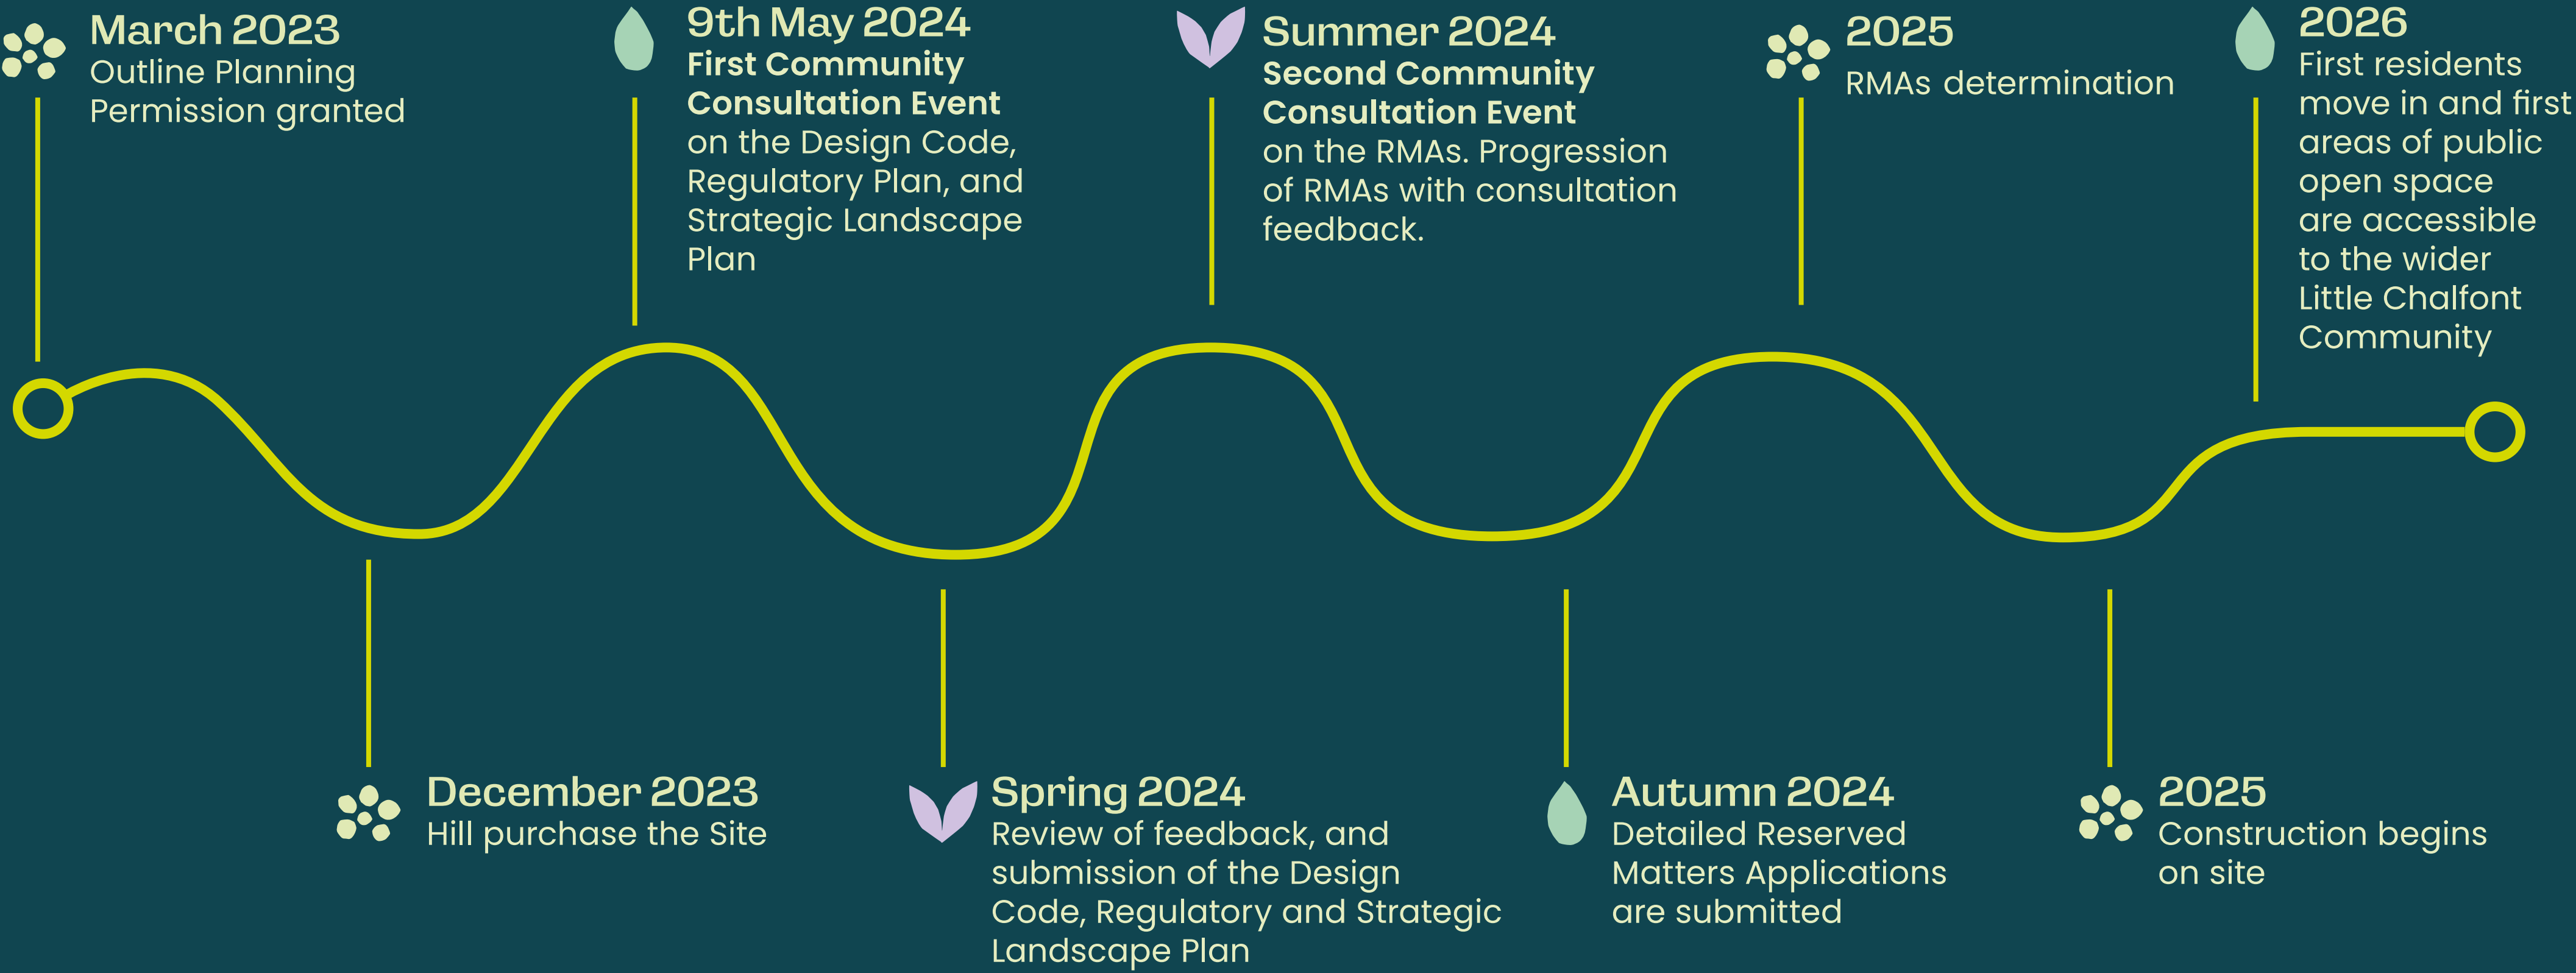 March 2023
Outline Planning
Permission granted
December 2023
Hill purchase the Site
9th May 2024
First Community
Consultation Event
on the Design Code,
Regulatory Plan, and
Strategic Landscape
Plan
Spring 2024
Review of feedback, and
submission of the Design
Code, Regulatory and Strategic
Landscape Plan
Summer 2024
Second Community
Consultation Event
on the RMAs. Progression
of RMAs with consultation
feedback.
Autumn 2024
Detailed Reserved
Matters Applications
are submitted
2025
RMAs determination
2025
Construction begins
on site
2026
First residents
move in and first
areas of public
open space
are accessible
to the wider
Little Chalfont
Community